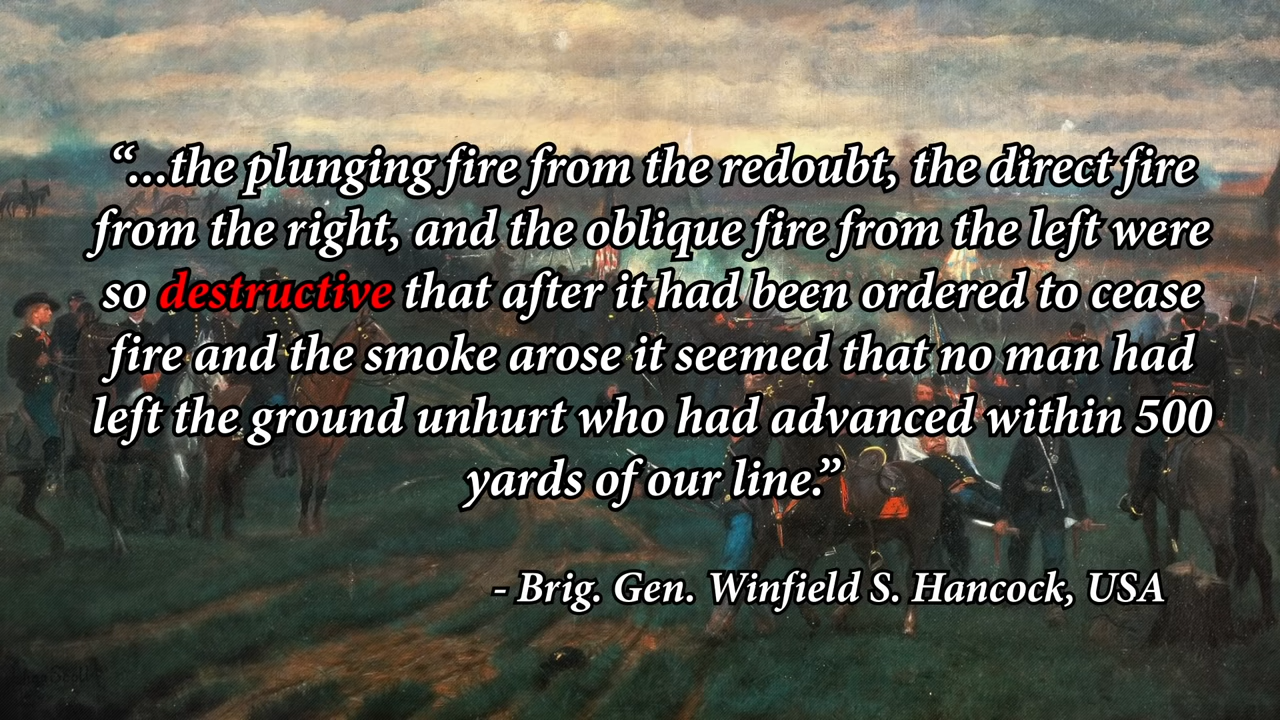 “...the plunging fire from the redoubt, the direct fire
from the right, and the oblique fire from the left were
so destructive that after it had been ordered to cease
fire and the smoke arose it seemed that no man had
left the ground unhurt who had advanced within 500
yards of our line.”
- Brig. Gen. Winfield S. Hancock, USA